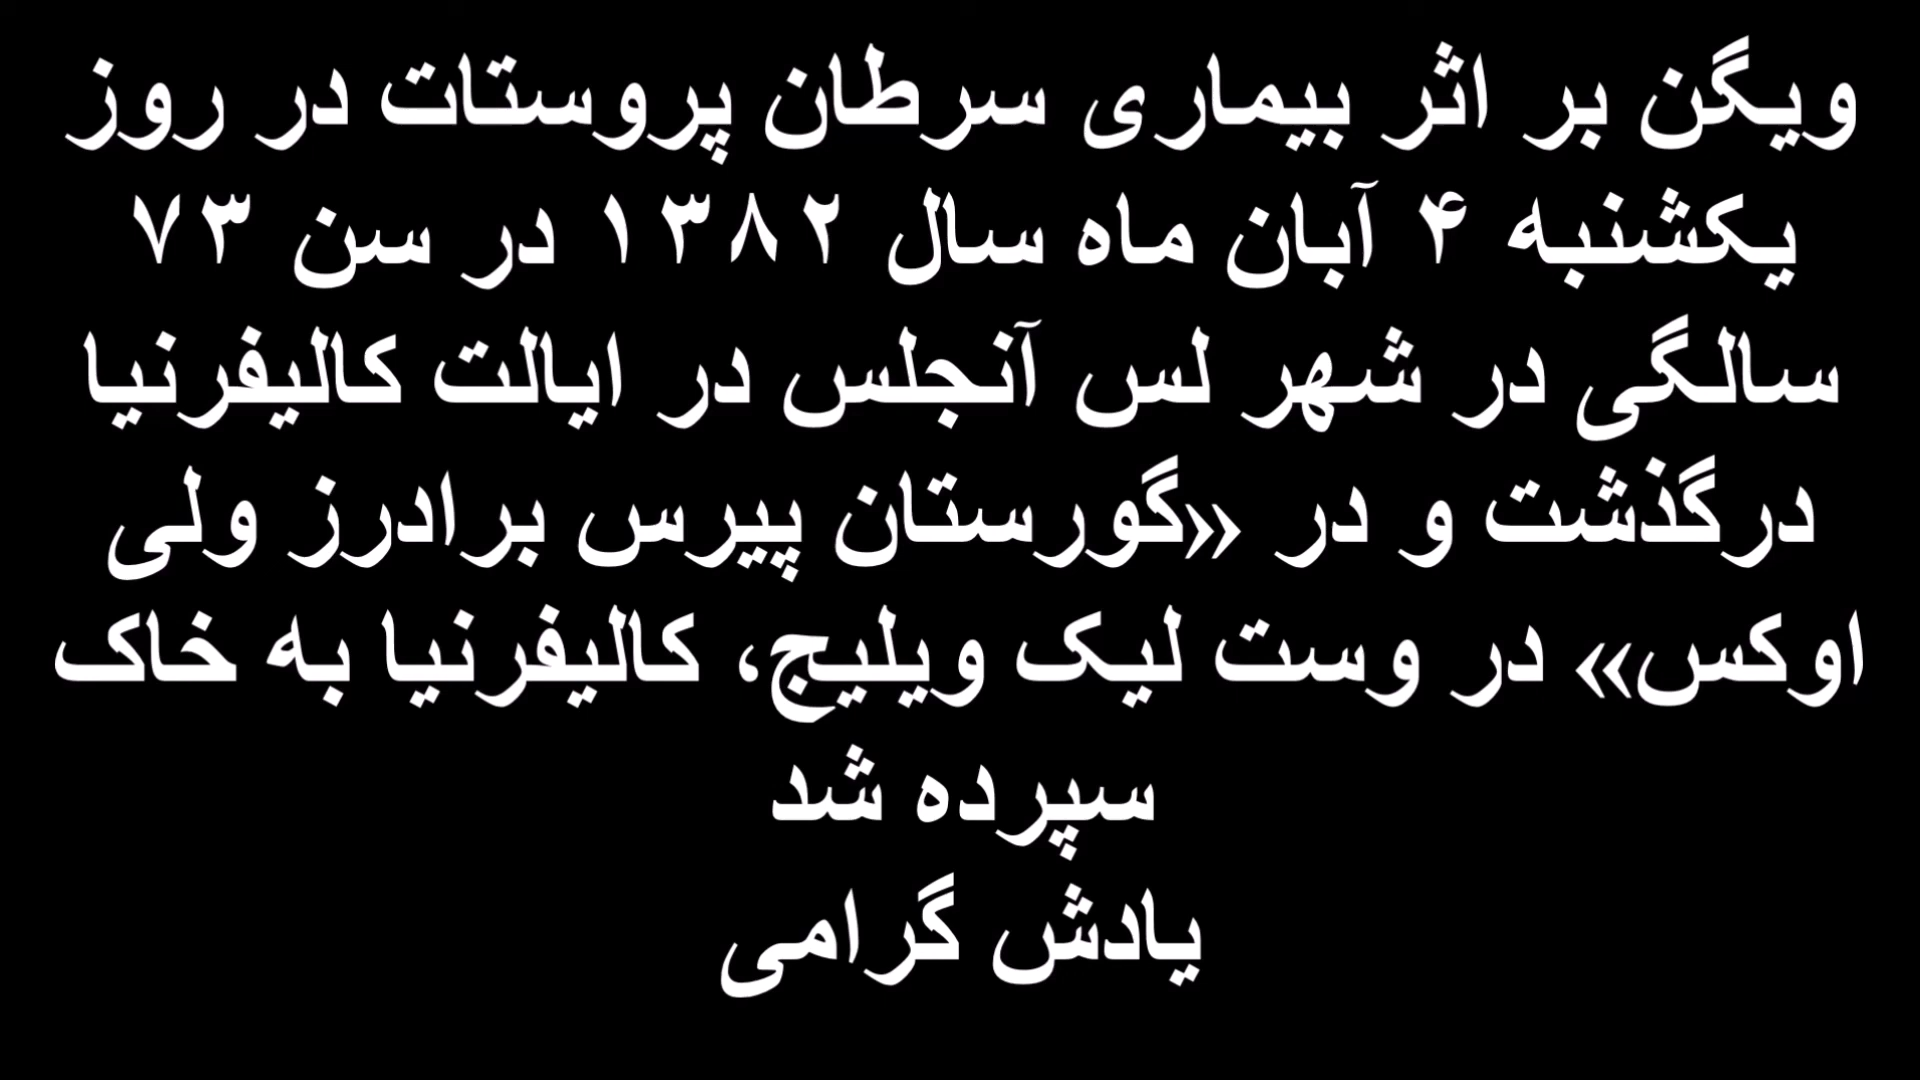 ویگن بر اثر بیماری سرطان پروستات در روز
یکشنبه ۴ آبان ماه سال ۱۳۸۲ در سن ۷۳
سالگی در شهر لس آنجلس در ایالت کالیفرنیا
درگذشت و در «گورستان پیرس برادرز ولی
اوکس» در وست لیک ویلیج، کالیفرنیا به خاک
سپرده شد
یادش گرامی